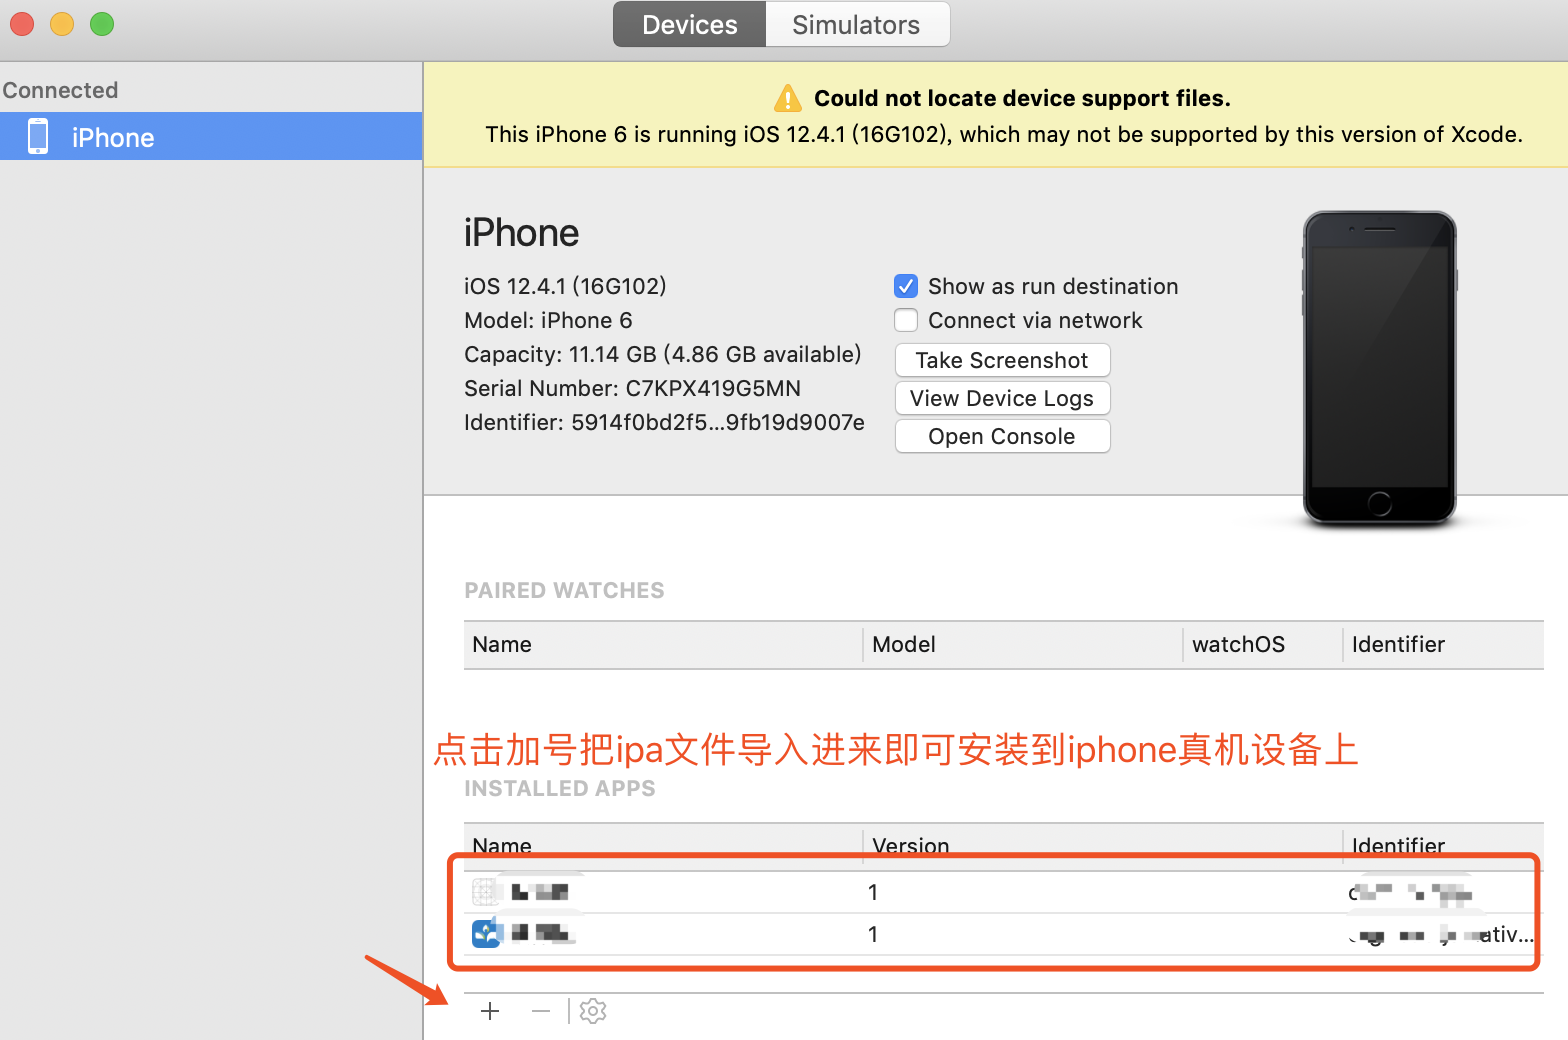 Devices Simulators
Connected
iPhone
Could not locate device support files.
This iPhone 6 is running iOS 12.4.1 (16G102), which may not be supported by this version of Xcode.
iPhone
iOS 12.4.1 (16G102)
Model: iPhone 6
Capacity: 11.14 GB (4.86 GB available)
Serial Number: C7KPX419G5MN
Identifier: 5914f0bd2f5...9fb19d9007e
Show as run destination
Connect via network
Take Screenshot
View Device Logs
Open Console
PAIRED WATCHES
Name Model watchOS Identifier
点击加号把ipa文件导入进来即可安装到iphone真机设备上
INSTALLED APPS
Name Version Identifier
1
1